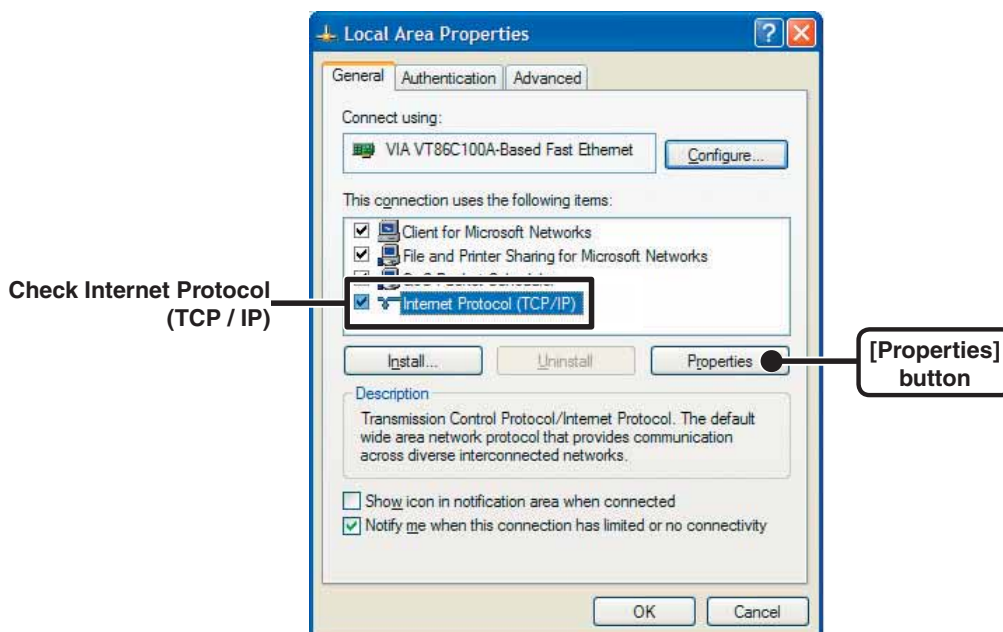 Local Area Properties
General Authentication Advanced
Connect using:
VIA VT86C100A-Based Fast Ethernet Configure...
This connection uses the following items:
Client for Microsoft Networks
File and Printer Sharing for Microsoft Networks
Internet Protocol (TCP/IP)
Check Internet Protocol
(TCP / IP)
Install... Uninstall Properties
[Properties]
button
Description
Transmission Control Protocol/Internet Protocol. The default
wide area network protocol that provides communication
across diverse interconnected networks.
Show icon in notification area when connected
Notify me when this connection has limited or no connectivity
OK Cancel